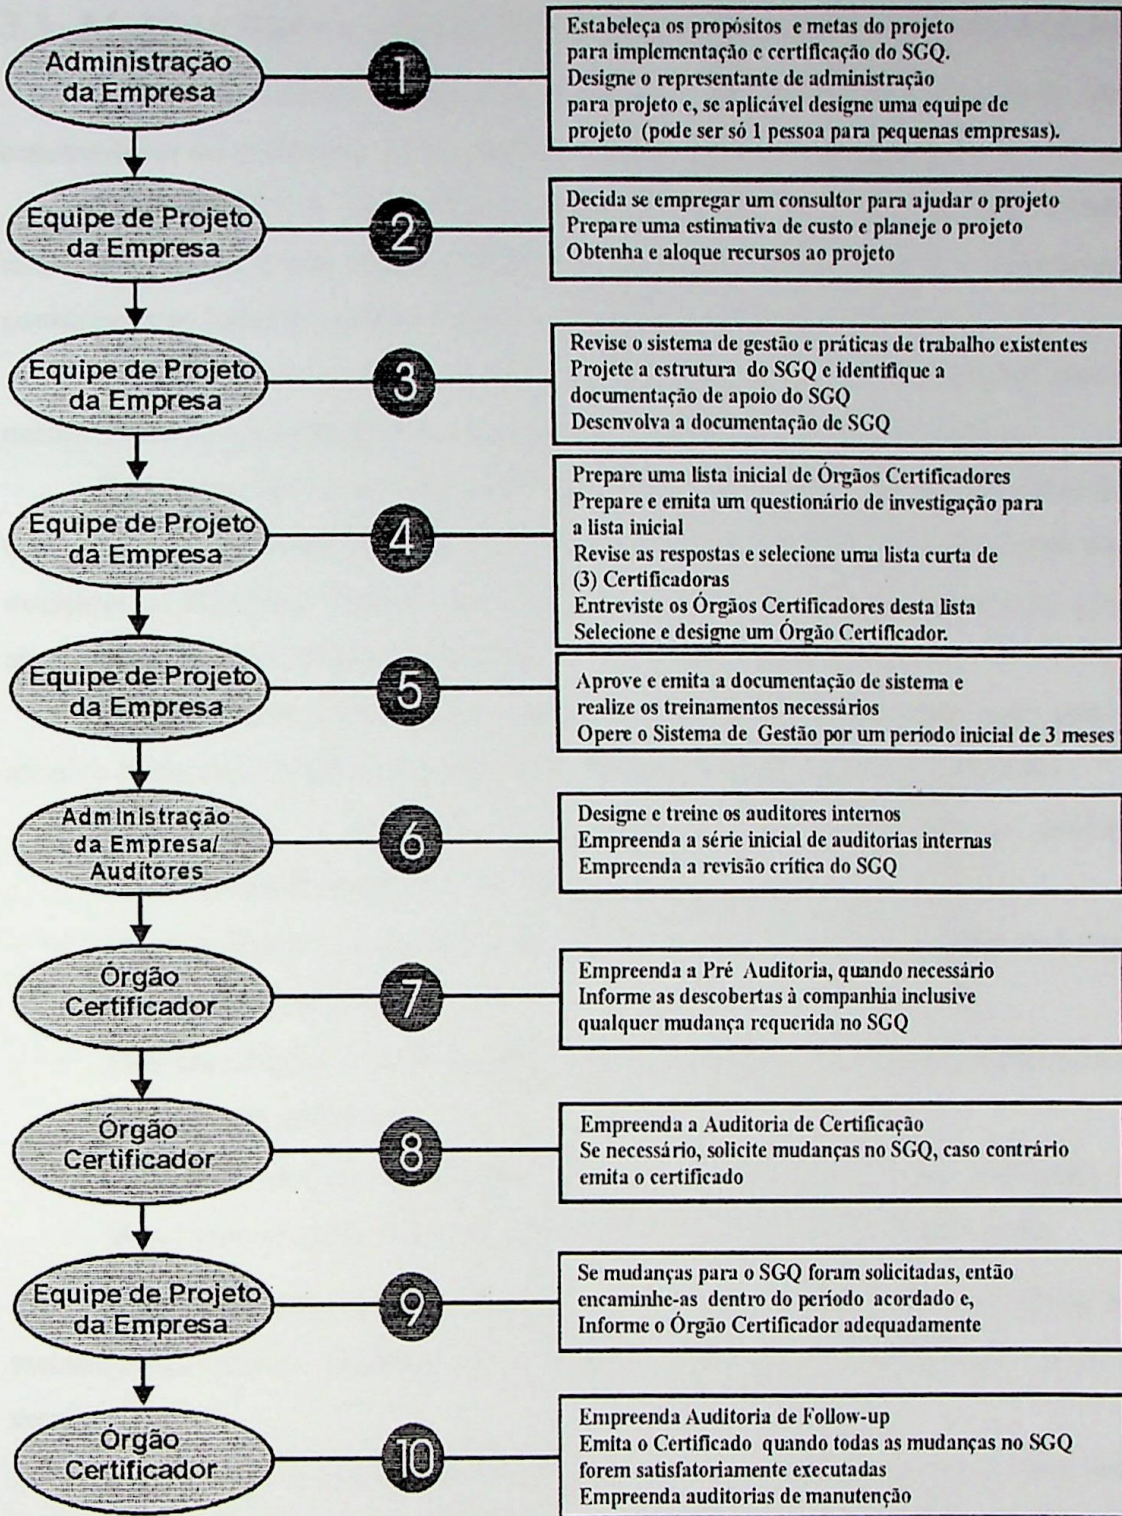 Administração
da Empresa
1
Estabeleça os propósitos e metas do projeto
para implementação e certificação do SGQ.
Designe o representante de administração
para projeto e, se aplicável designe uma equipe de
projeto (pode ser só 1 pessoa para pequenas empresas).
Equipe de Projeto
da Empresa
2
Decida se empregar um consultor para ajudar o projeto
Prepare uma estimativa de custo e planeje o projeto
Obtenha e aloque recursos ao projeto
Equipe de Projeto
da Empresa
3
Revise o sistema de gestão e práticas de trabalho existentes
Projete a estrutura do SGQ e identifique a
documentação de apoio do SGQ
Desenvolva a documentação de SGQ
Equipe de Projeto
da Empresa
4
Prepare uma lista inicial de Órgãos Certificadores
Prepare e emita um questionário de investigação para
a lista inicial
Revise as respostas e selecione uma lista curta de
(3) Certificadoras
Entreviste os Órgãos Certificadores desta lista
Selecione e designe um Órgão Certificador.
Equipe de Projeto
da Empresa
5
Aprove e emita a documentação de sistema e
realize os treinamentos necessários
Opere o Sistema de Gestão por um período inicial de 3 meses
Administração
da Empresa/
Auditores
6
Designe e treine os auditores internos
Empreenda a série inicial de auditorias internas
Empreenda a revisão crítica do SGQ
Órgão
Certificador
7
Empreenda a Pré Auditoria, quando necessário
Informe as descobertas à companhia inclusive
qualquer mudança requerida no SGQ
Órgão
Certificador
8
Empreenda a Auditoria de Certificação
Se necessário, solicite mudanças no SGQ, caso contrário
emita o certificado
Equipe de Projeto
da Empresa
9
Se mudanças para o SGQ foram solicitadas, então
encaminhe-as dentro do período acordado e,
Informe o Órgão Certificador adequadamente
Órgão
Certificador
10
Empreenda Auditoria de Follow-up
Emita o Certificado quando todas as mudanças no SGQ
forem satisfatoriamente executadas
Empreenda auditorias de manutenção